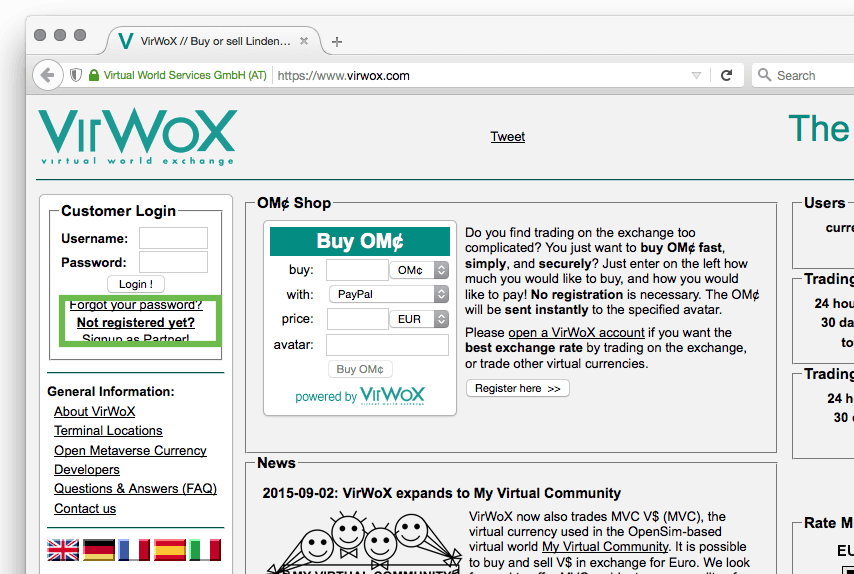 VirWoX // Buy or sell Linden…
Virtual World Services GmbH (AT)
https://www.virwox.com
Search
VirWoX
virtual world exchange
Tweet
The
Customer Login
Username:
Password:
Login !
Forgot your password?
Not registered yet?
Signup as Partner!
General Information:
About VirWoX
Terminal Locations
Open Metaverse Currency
Developers
Questions & Answers (FAQ)
Contact us
OM¢ Shop
Buy OM¢
buy: OM¢
with: PayPal
price: EUR
avatar:
Buy OM¢
powered by VirWoX
virtual world exchange
Do you find trading on the exchange too
complicated? You just want to buy OM¢ fast,
simply, and securely? Just enter on the left how
much you would like to buy, and how you would
like to pay! No registration is necessary. The OM¢
will be sent instantly to the specified avatar.
Please open a VirWoX account if you want the
best exchange rate by trading on the exchange,
or trade other virtual currencies.
Register here >>
News
2015-09-02: VirWoX expands to My Virtual Community
VirWoX now also trades MVC V$ (MVC), the
virtual currency used in the OpenSim-based
virtual world My Virtual Community. It is possible
to buy and sell V$ in exchange for Euro. We look
MY VIRTUAL COMMUNITY
Users
curre
Trading
24 hou
30 da
to
Trading
24 h
30 d
Rate M
EU